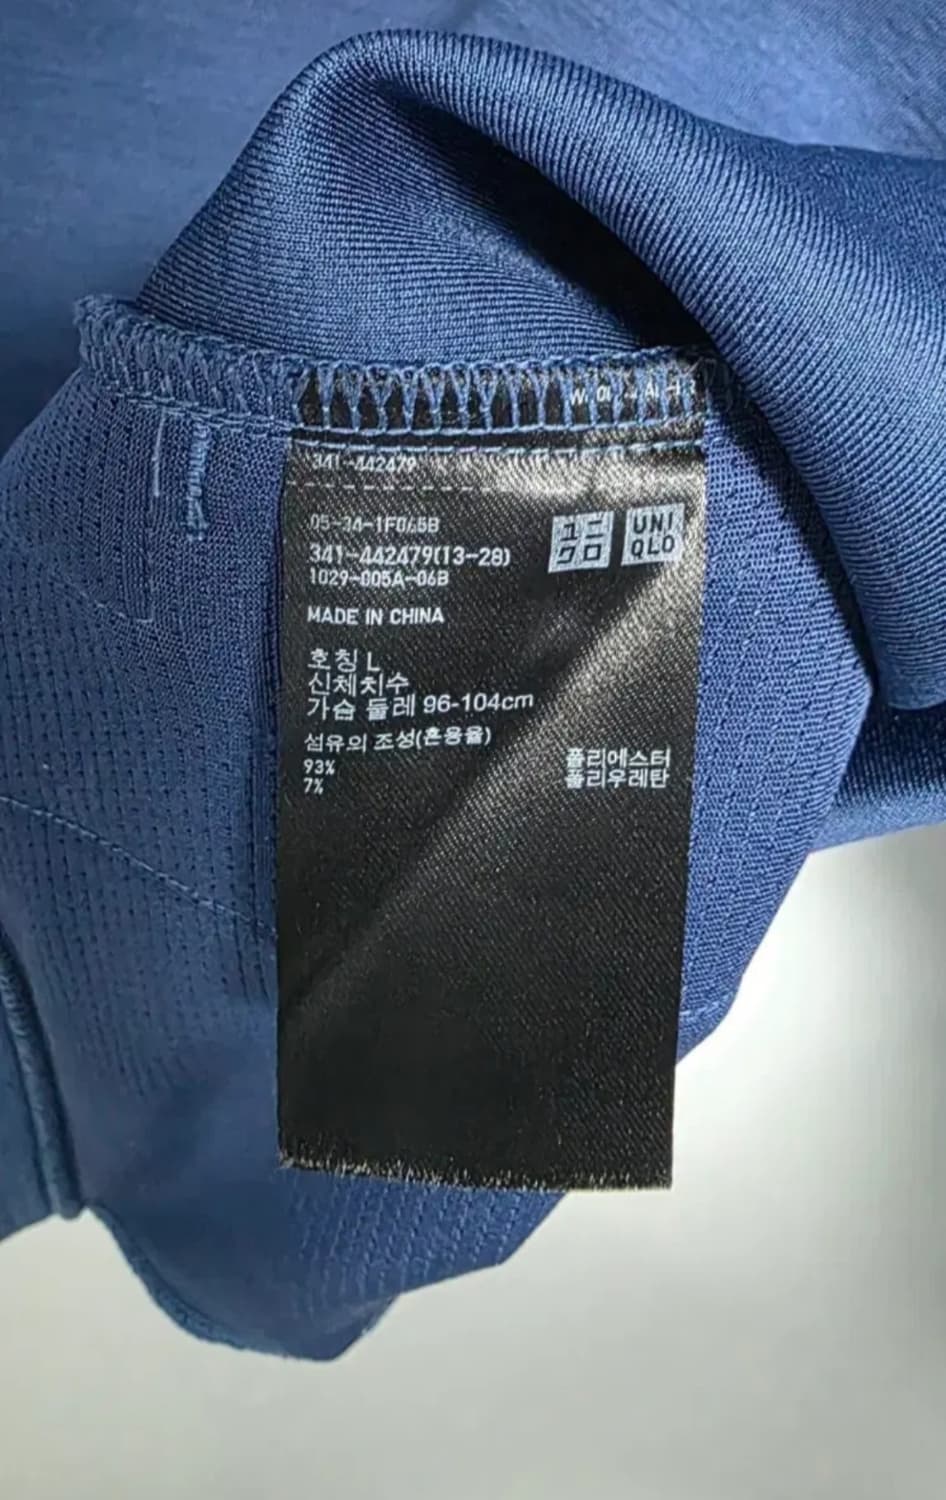 341-442479
05-34-1F065B
341-442479(13-28)
1029-005A-06B
ユニクロ
UNIQLO
MADE IN CHINA
호칭 L
신체치수
가슴 둘레 96-104cm
섬유의 조성(혼용율)
93% 폴리에스터
7% 폴리우레탄